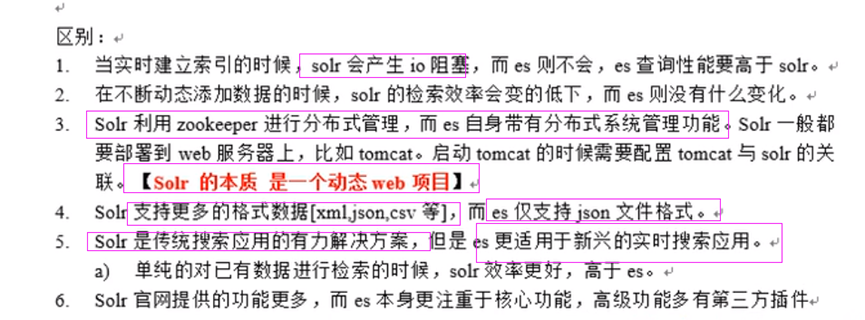 区别：
1. 当实时建立索引的时候，solr 会产生 io 阻塞，而 es 则不会，es 查询性能要高于 solr。
2. 在不断动态添加数据的时候，solr 的检索效率会变的低下，而 es 则没有什么变化。
3. Solr 利用 zookeeper 进行分布式管理，而 es 自身带有分布式系统管理功能。Solr 一般都
要部署到 web 服务器上，比如 tomcat。启动 tomcat 的时候需要配置 tomcat 与 solr 的关
联。【Solr 的本质 是一个动态 web 项目】
4. Solr 支持更多的格式数据[xml,json,csv 等]，而 es 仅支持 json 文件格式。
5. Solr 是传统搜索应用的有力解决方案，但是 es 更适用于新兴的实时搜索应用。
a) 单纯的对已有数据进行检索的时候，solr 效率更好，高于 es。
6. Solr 官网提供的功能更多，而 es 本身更注重于核心功能，高级功能多有第三方插件